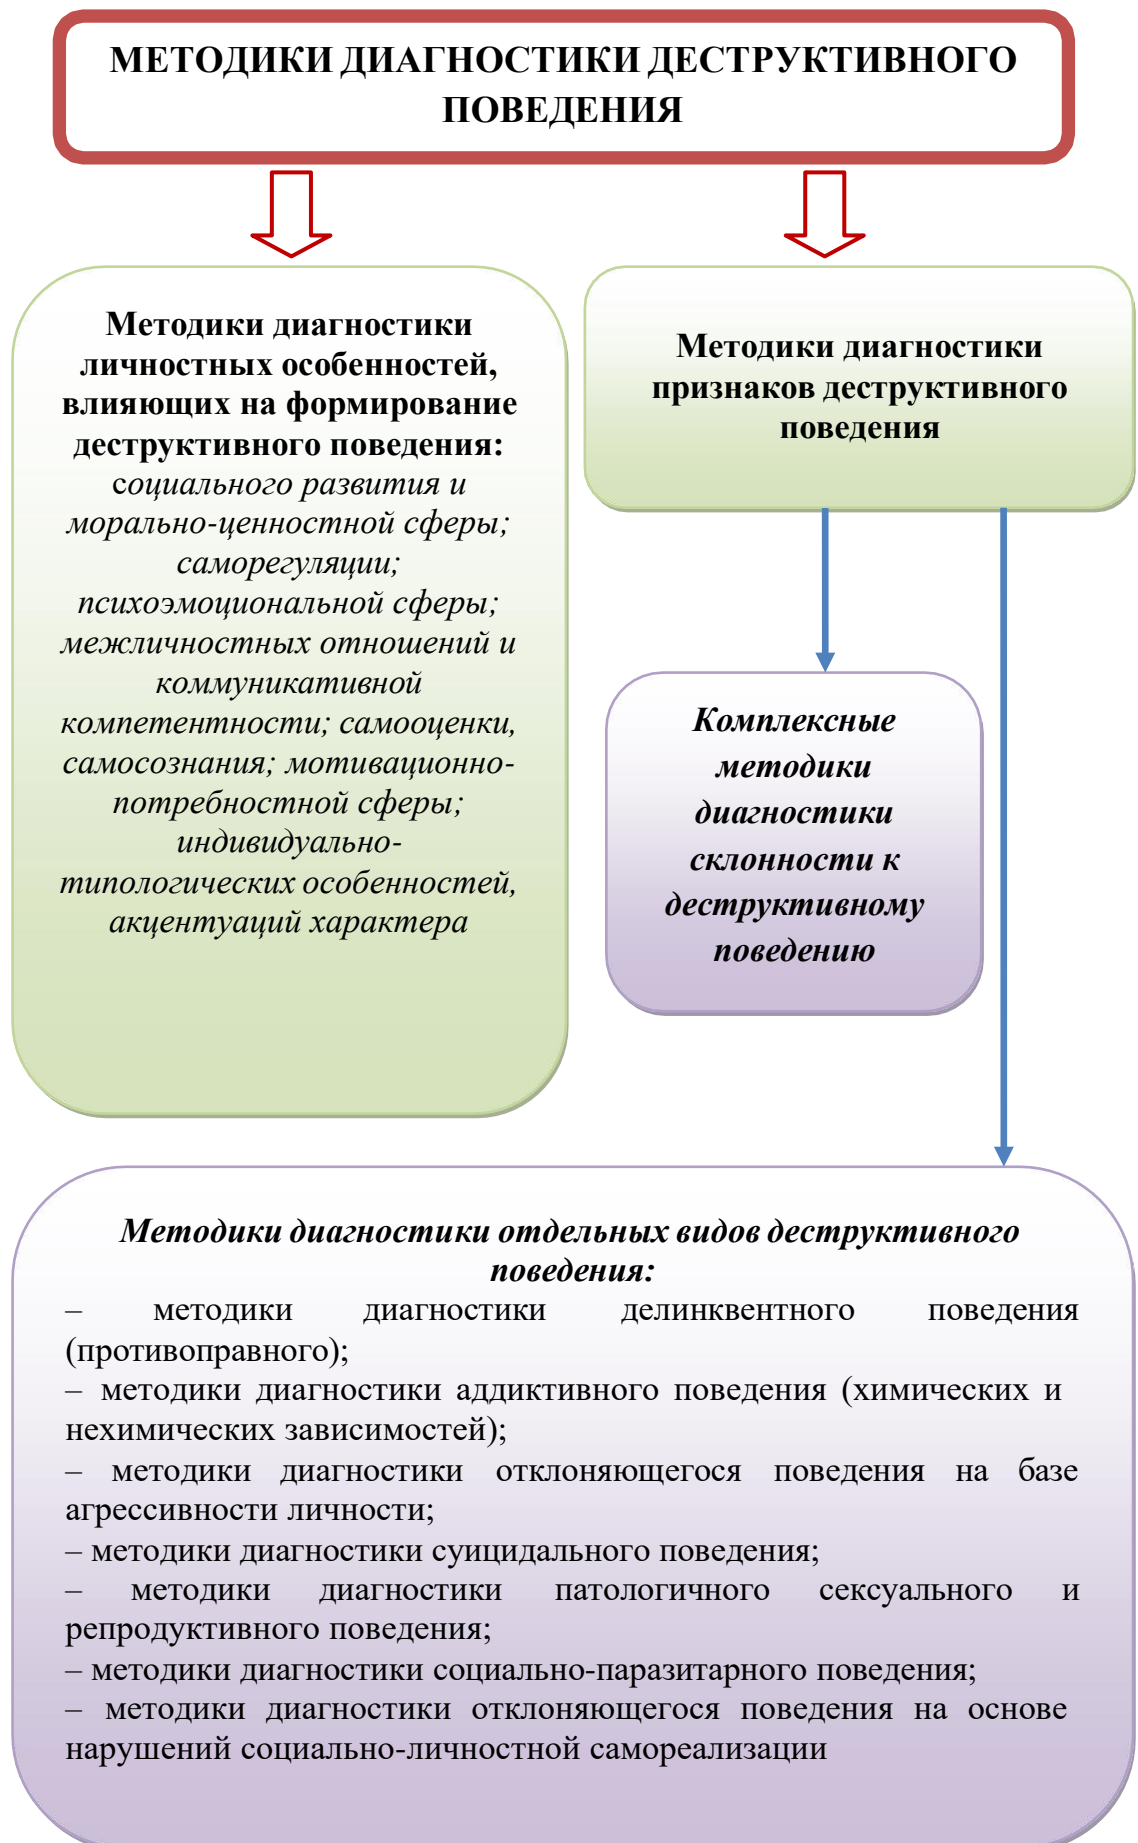 МЕТОДИКИ ДИАГНОСТИКИ ДЕСТРУКТИВНОГО
ПОВЕДЕНИЯ
Методики диагностики
личностных особенностей,
влияющих на формирование
деструктивного поведения:
социального развития и
морально-ценностной сферы;
саморегуляции;
психоэмоциональной сферы;
межличностных отношений и
коммуникативной
компетентности; самооценки,
самосознания; мотивационно-
потребностной сферы;
индивидуально-
типологических особенностей,
акцентуаций характера
Методики диагностики
признаков деструктивного
поведения
Комплексные
методики
диагностики
склонности к
деструктивному
поведению
Методики диагностики отдельных видов деструктивного
поведения:
– методики диагностики делинквентного поведения
(противоправного);
– методики диагностики аддиктивного поведения (химических и
нехимических зависимостей);
– методики диагностики отклоняющегося поведения на базе
агрессивности личности;
– методики диагностики суицидального поведения;
– методики диагностики патологичного сексуального и
репродуктивного поведения;
– методики диагностики социально-паразитарного поведения;
– методики диагностики отклоняющегося поведения на основе
нарушений социально-личностной самореализации